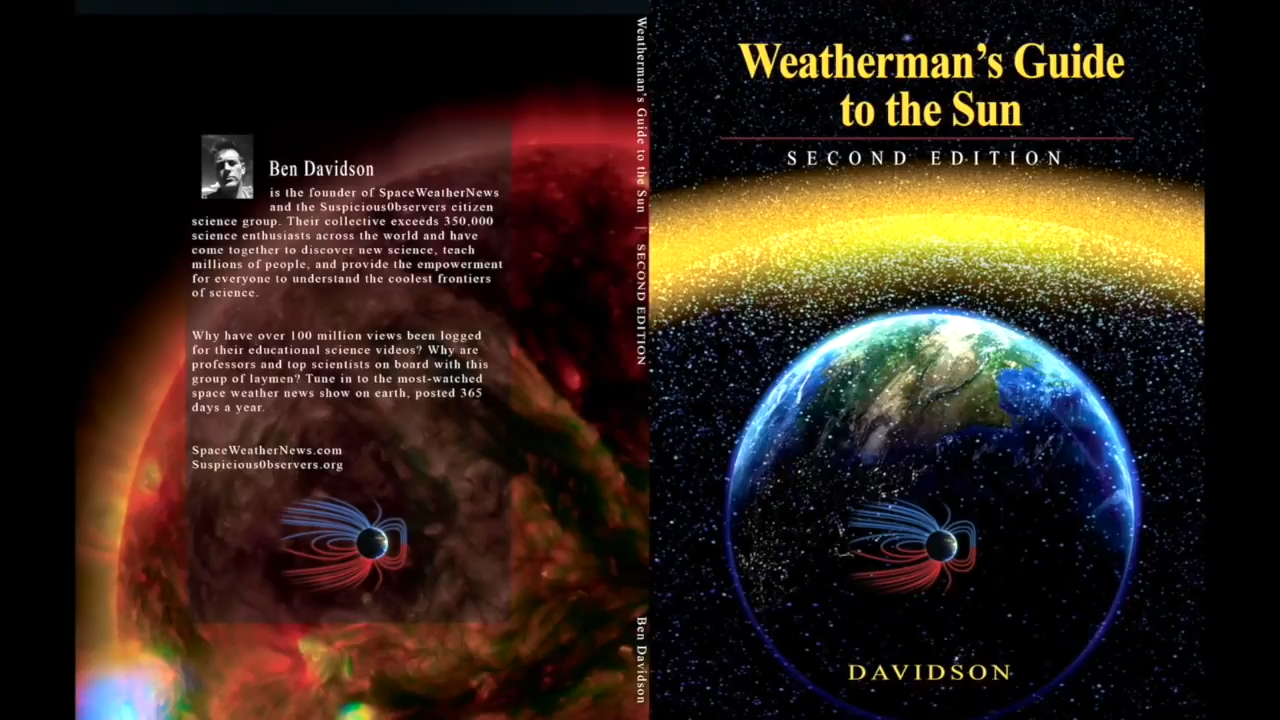 Ben Davidson
is the founder of SpaceWeatherNews
and the Suspicious0bservers citizen
science group. Their collective exceeds 350,000
science enthusiasts across the world and have
come together to discover new science, teach
millions of people, and provide the empowerment
for everyone to understand the coolest frontiers
of science.
Why have over 100 million views been logged
for their educational science videos? Why are
professors and top scientists on board with this
group of laymen? Tune in to the most-watched
space weather news show on earth, posted 365
days a year.
SpaceWeatherNews.com
Suspicious0bservers.org
Weatherman's Guide to the Sun | SECOND EDITION
Ben Davidson
Weatherman's Guide
to the Sun
SECOND EDITION
DAVIDSON